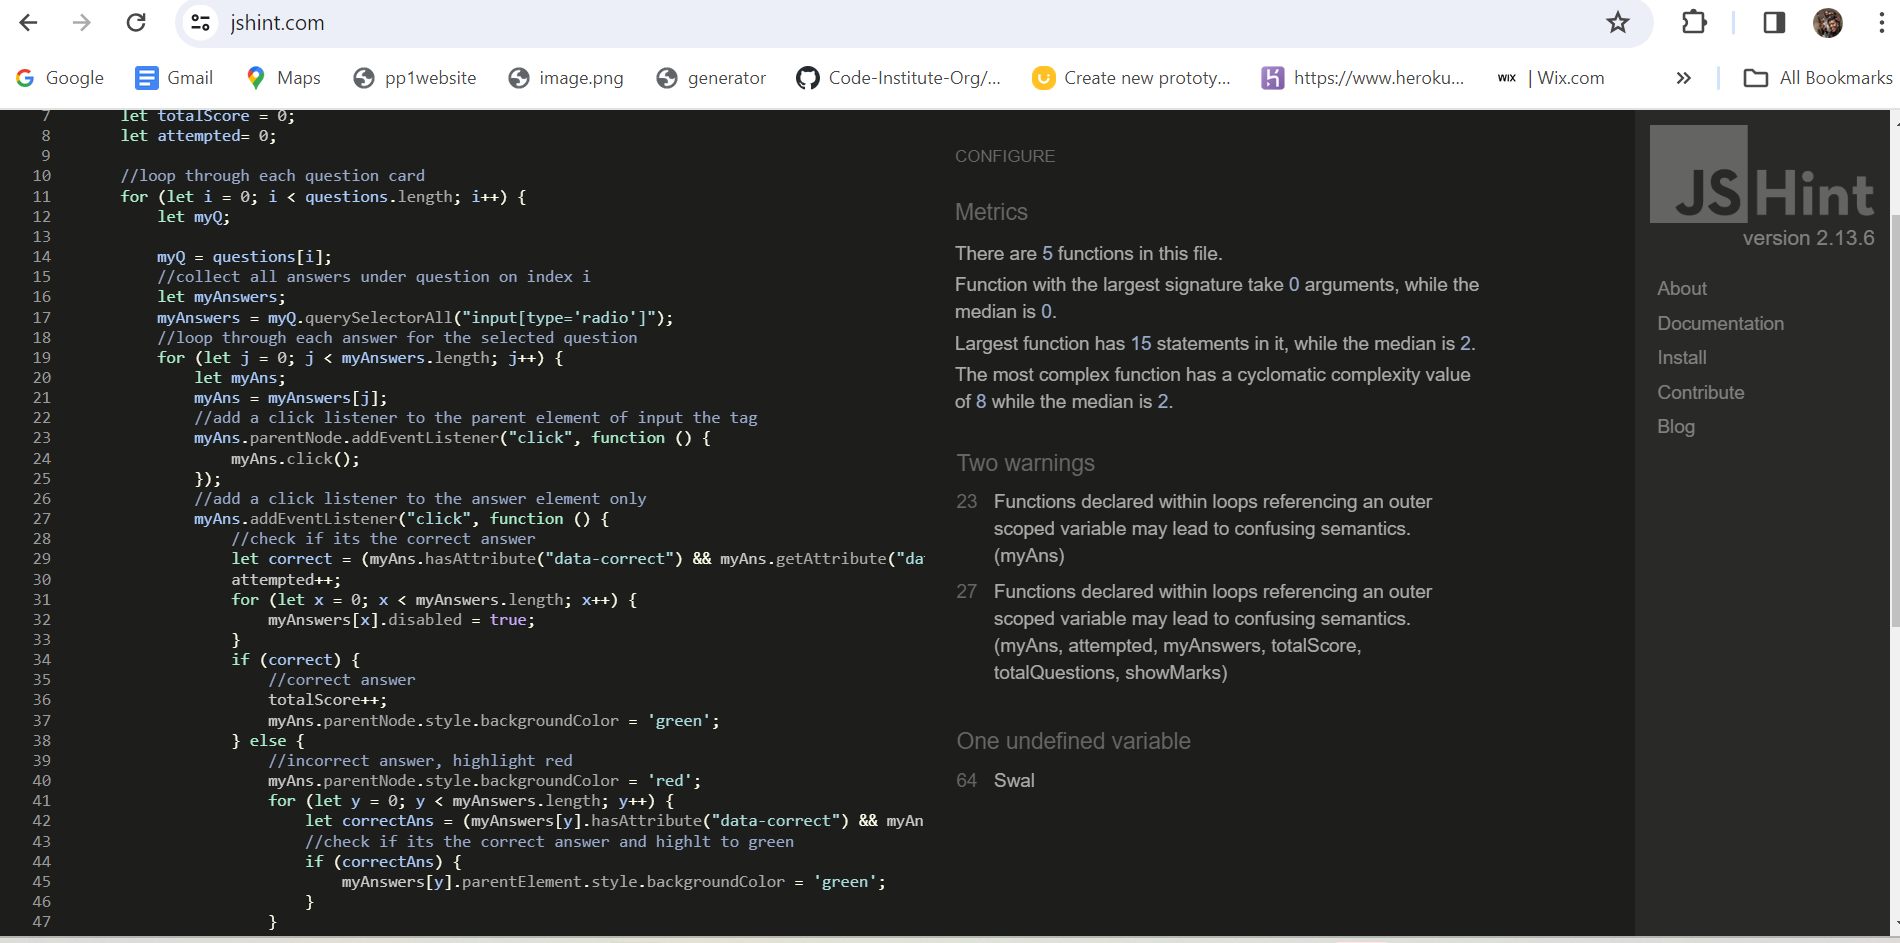 jshint.com
Google Gmail Maps pp1website image.png generator Code-Institute-Org/... Create new prototy... https://www.heroku... WIX | Wix.com » All Bookmarks
7 let totalScore = 0;
8 let attempted= 0;
9
10 //loop through each question card
11 for (let i = 0; i < questions.length; i++) {
12 let myQ;
13
14 myQ = questions[i];
15 //collect all answers under question on index i
16 let myAnswers;
17 myAnswers = myQ.querySelectorAll("input[type='radio']");
18 //loop through each answer for the selected question
19 for (let j = 0; j < myAnswers.length; j++) {
20 let myAns;
21 myAns = myAnswers[j];
22 //add a click listener to the parent element of input the tag
23 myAns.parentNode.addEventListener("click", function () {
24 myAns.click();
25 });
26 //add a click listener to the answer element only
27 myAns.addEventListener("click", function () {
28 //check if its the correct answer
29 let correct = (myAns.hasAttribute("data-correct") && myAns.getAttribute("da
30 attempted++;
31 for (let x = 0; x < myAnswers.length; x++) {
32 myAnswers[x].disabled = true;
33 }
34 if (correct) {
35 //correct answer
36 totalScore++;
37 myAns.parentNode.style.backgroundColor = 'green';
38 } else {
39 //incorrect answer, highlight red
40 myAns.parentNode.style.backgroundColor = 'red';
41 for (let y = 0; y < myAnswers.length; y++) {
42 let correctAns = (myAnswers[y].hasAttribute("data-correct") && myAn
43 //check if its the correct answer and highlt to green
44 if (correctAns) {
45 myAnswers[y].parentElement.style.backgroundColor = 'green';
46 }
47 }
CONFIGURE
Metrics
There are 5 functions in this file.
Function with the largest signature take 0 arguments, while the
median is 0.
Largest function has 15 statements in it, while the median is 2.
The most complex function has a cyclomatic complexity value
of 8 while the median is 2.
Two warnings
23 Functions declared within loops referencing an outer
scoped variable may lead to confusing semantics.
(myAns)
27 Functions declared within loops referencing an outer
scoped variable may lead to confusing semantics.
(myAns, attempted, myAnswers, totalScore,
totalQuestions, showMarks)
One undefined variable
64 Swal
JSHint
version 2.13.6
About
Documentation
Install
Contribute
Blog